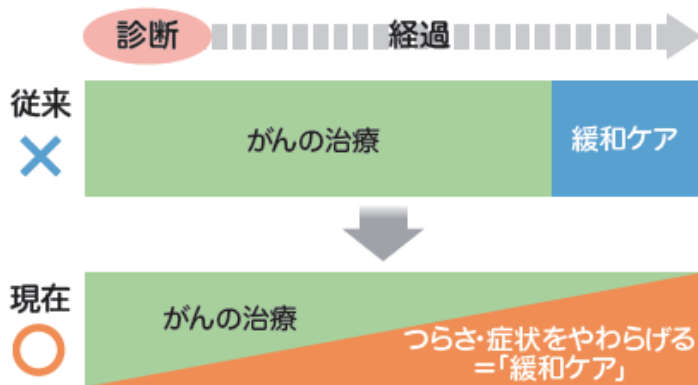 診断
経過
従来
がんの治療
緩和ケア
現在
がんの治療
つらさ・症状をやわらげる
=「緩和ケア」